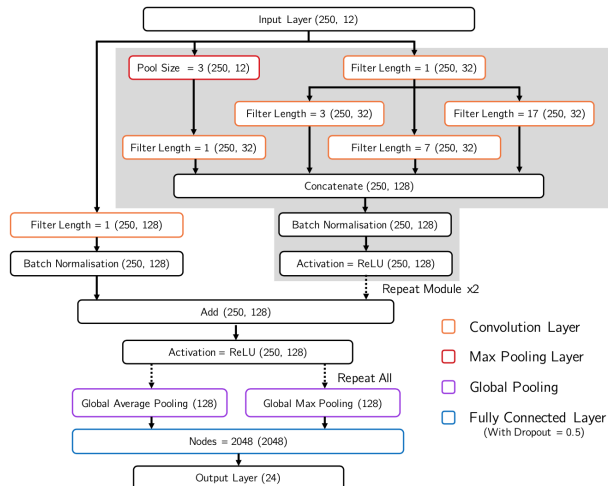 Input Layer (250, 12)
Pool Size = 3 (250, 12)
Filter Length = 1 (250, 32)
Filter Length = 3 (250, 32)
Filter Length = 17 (250, 32)
Filter Length = 1 (250, 32)
Filter Length = 7 (250, 32)
Concatenate (250, 128)
Filter Length = 1 (250, 128)
Batch Normalisation (250, 128)
Batch Normalisation (250, 128)
Activation = ReLU (250, 128)
Repeat Module x2
Add (250, 128)
Activation = ReLU (250, 128)
Repeat All
Global Average Pooling (128)
Global Max Pooling (128)
Nodes = 2048 (2048)
Output Layer (24)
Convolution Layer
Max Pooling Layer
Global Pooling
Fully Connected Layer
(With Dropout = 0.5)